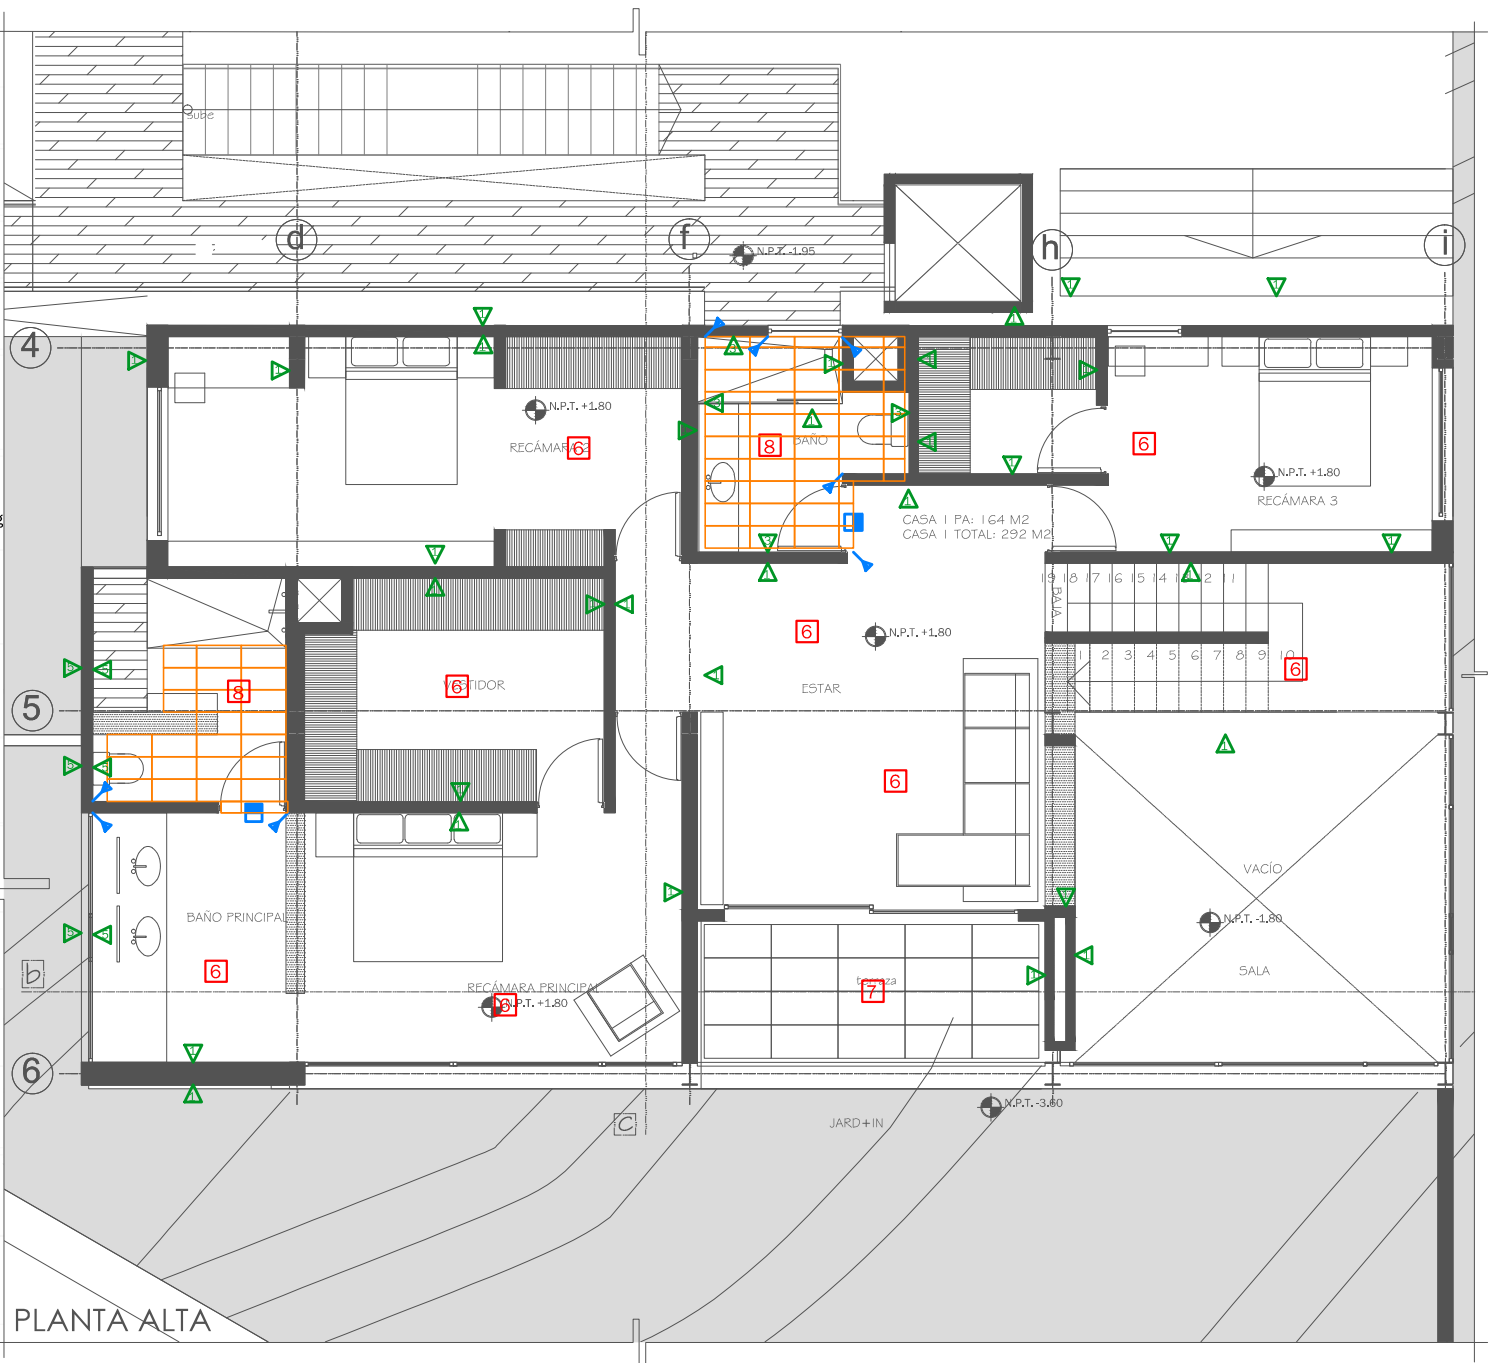 sube
d
f
h
i
N.P.T. -1.95
4
N.P.T. +1.80
RECÁMARA 2
6
8
BAÑO
6
N.P.T. +1.80
RECÁMARA 3
CASA 1 PA: 164 M2
CASA 1 TOTAL: 292 M2
19 18 17 16 15 14 13 12 11
BAJA
6
N.P.T. +1.80
1 2 3 4 5 6 7 8 9 10
6
8
6
VESTIDOR
ESTAR
5
6
VACÍO
BAÑO PRINCIPAL
N.P.T. -1.80
b
6
RECÁMARA PRINCIPAL
6
N.P.T. +1.80
terraza
7
SALA
6
N.P.T. -3.60
C
JARD+IN
PLANTA ALTA